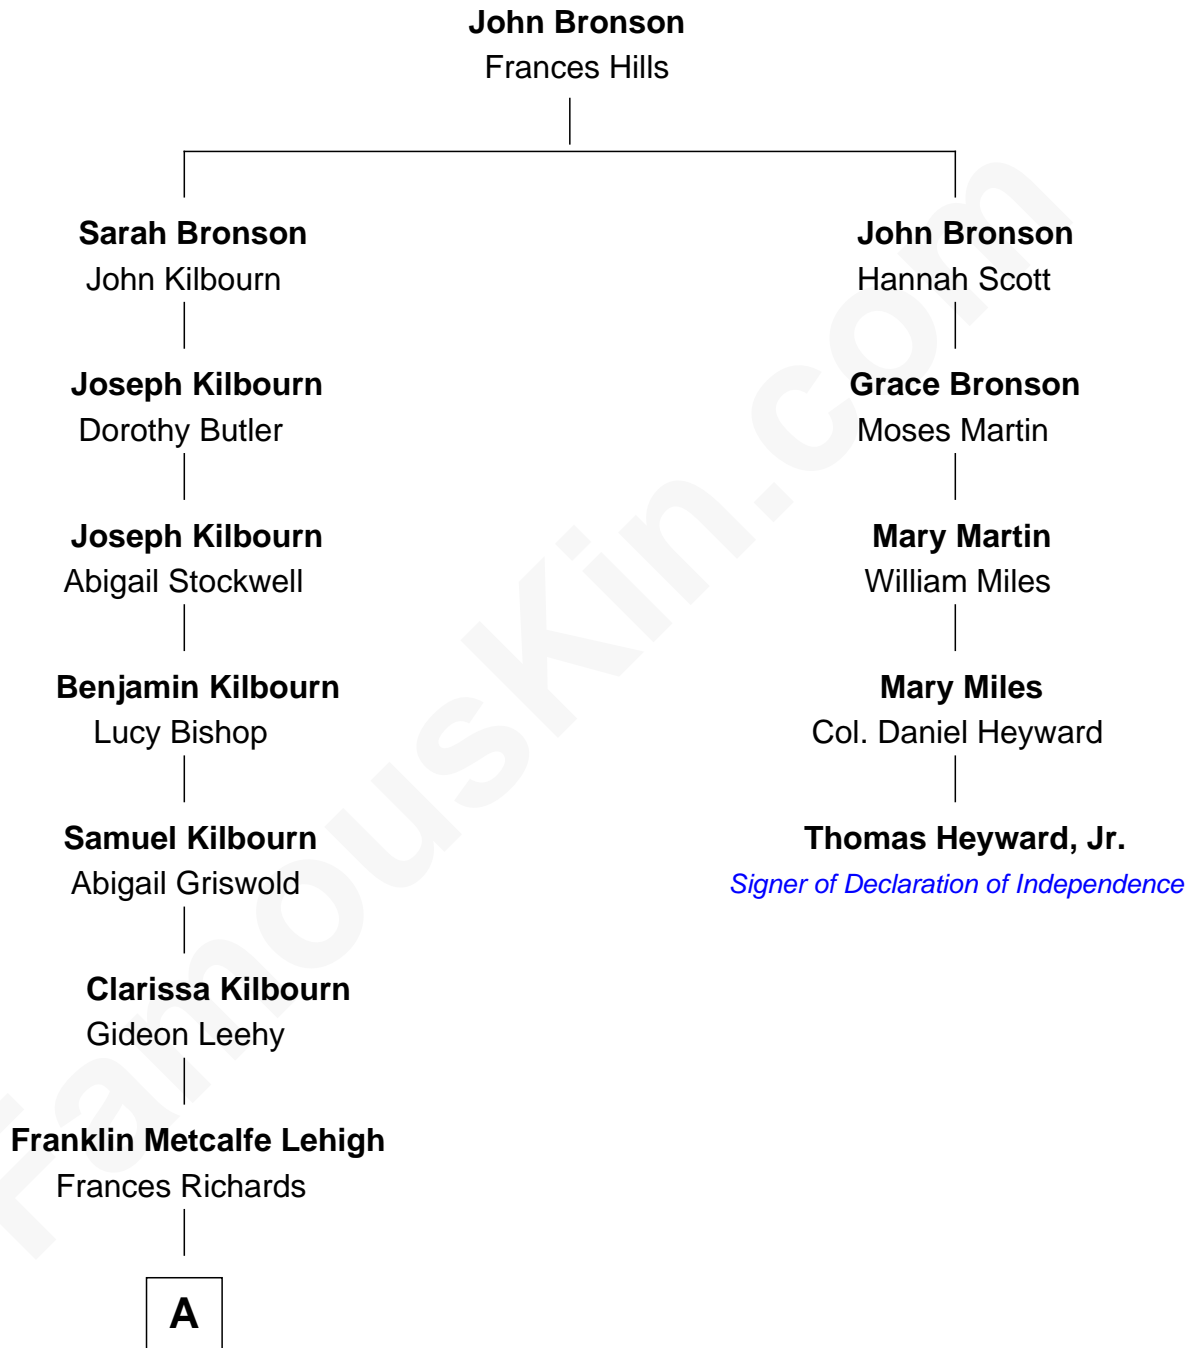 John Bronson
Frances Hills
Sarah Bronson
John Kilbourn
John Bronson
Hannah Scott
Joseph Kilbourn
Dorothy Butler
Grace Bronson
Moses Martin
Joseph Kilbourn
Abigail Stockwell
Mary Martin
William Miles
Benjamin Kilbourn
Lucy Bishop
Mary Miles
Col. Daniel Heyward
Samuel Kilbourn
Abigail Griswold
Thomas Heyward, Jr.
Signer of Declaration of Independence
Clarissa Kilbourn
Gideon Leehy
Franklin Metcalfe Lehigh
Frances Richards
A
FamousKin.com